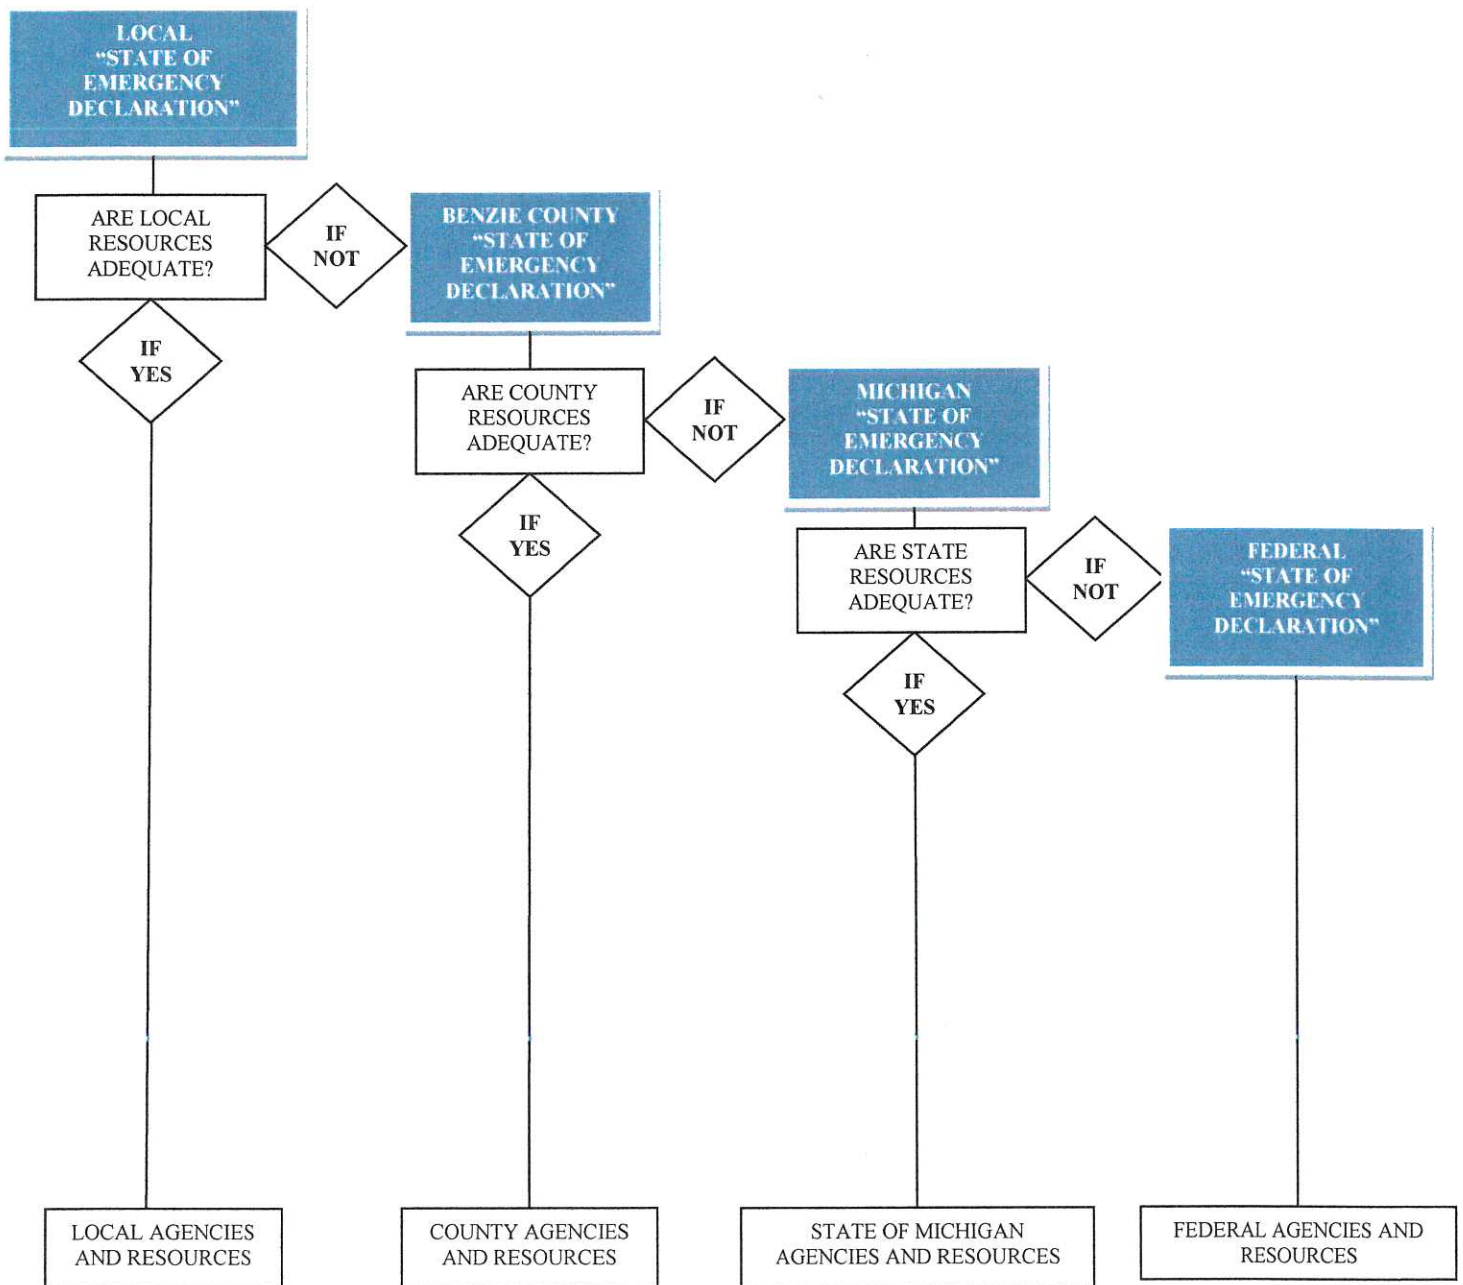 LOCAL
“STATE OF
EMERGENCY
DECLARATION”
ARE LOCAL
RESOURCES
ADEQUATE?
IF
NOT
IF
YES
BENZIE COUNTY
“STATE OF
EMERGENCY
DECLARATION”
ARE COUNTY
RESOURCES
ADEQUATE?
IF
NOT
IF
YES
MICHIGAN
“STATE OF
EMERGENCY
DECLARATION”
ARE STATE
RESOURCES
ADEQUATE?
IF
NOT
IF
YES
FEDERAL
“STATE OF
EMERGENCY
DECLARATION”
LOCAL AGENCIES
AND RESOURCES
COUNTY AGENCIES
AND RESOURCES
STATE OF MICHIGAN
AGENCIES AND RESOURCES
FEDERAL AGENCIES AND
RESOURCES